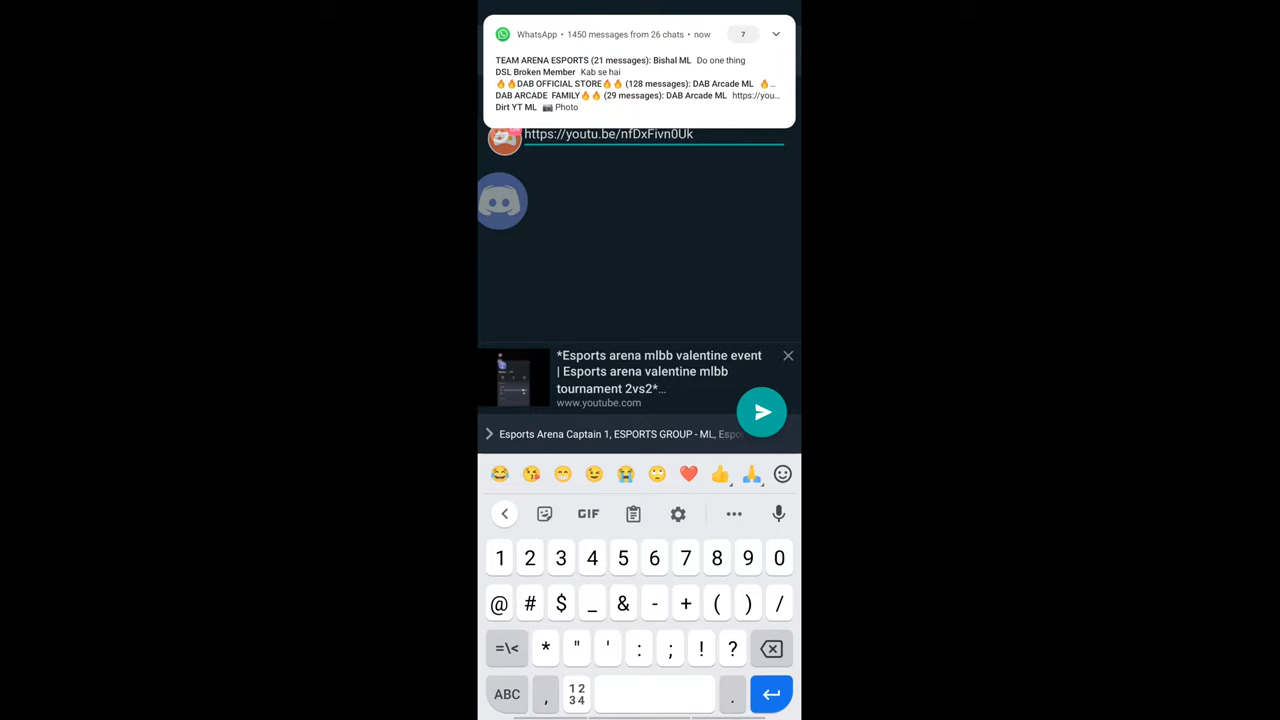 WhatsApp • 1450 messages from 26 chats • now 7
TEAM ARENA ESPORTS (21 messages): Bishal ML Do one thing
DSL Broken Member Kab se hai
🔥🔥DAB OFFICIAL STORE🔥🔥 (128 messages): DAB Arcade ML 🔥...
DAB ARCADE FAMILY🔥🔥 (29 messages): DAB Arcade ML https://you...
Dirt YT ML 📷 Photo
https://youtu.be/nfDxFivn0Uk
*Esports arena mlbb valentine event
| Esports arena valentine mlbb
tournament 2vs2*...
www.youtube.com
Esports Arena Captain 1, ESPORTS GROUP - ML, Espo
GIF
1 2 3 4 5 6 7 8 9 0
@ # $ _ & - + ( ) /
=\< * " ' : ; ! ?
ABC , 12 34 .